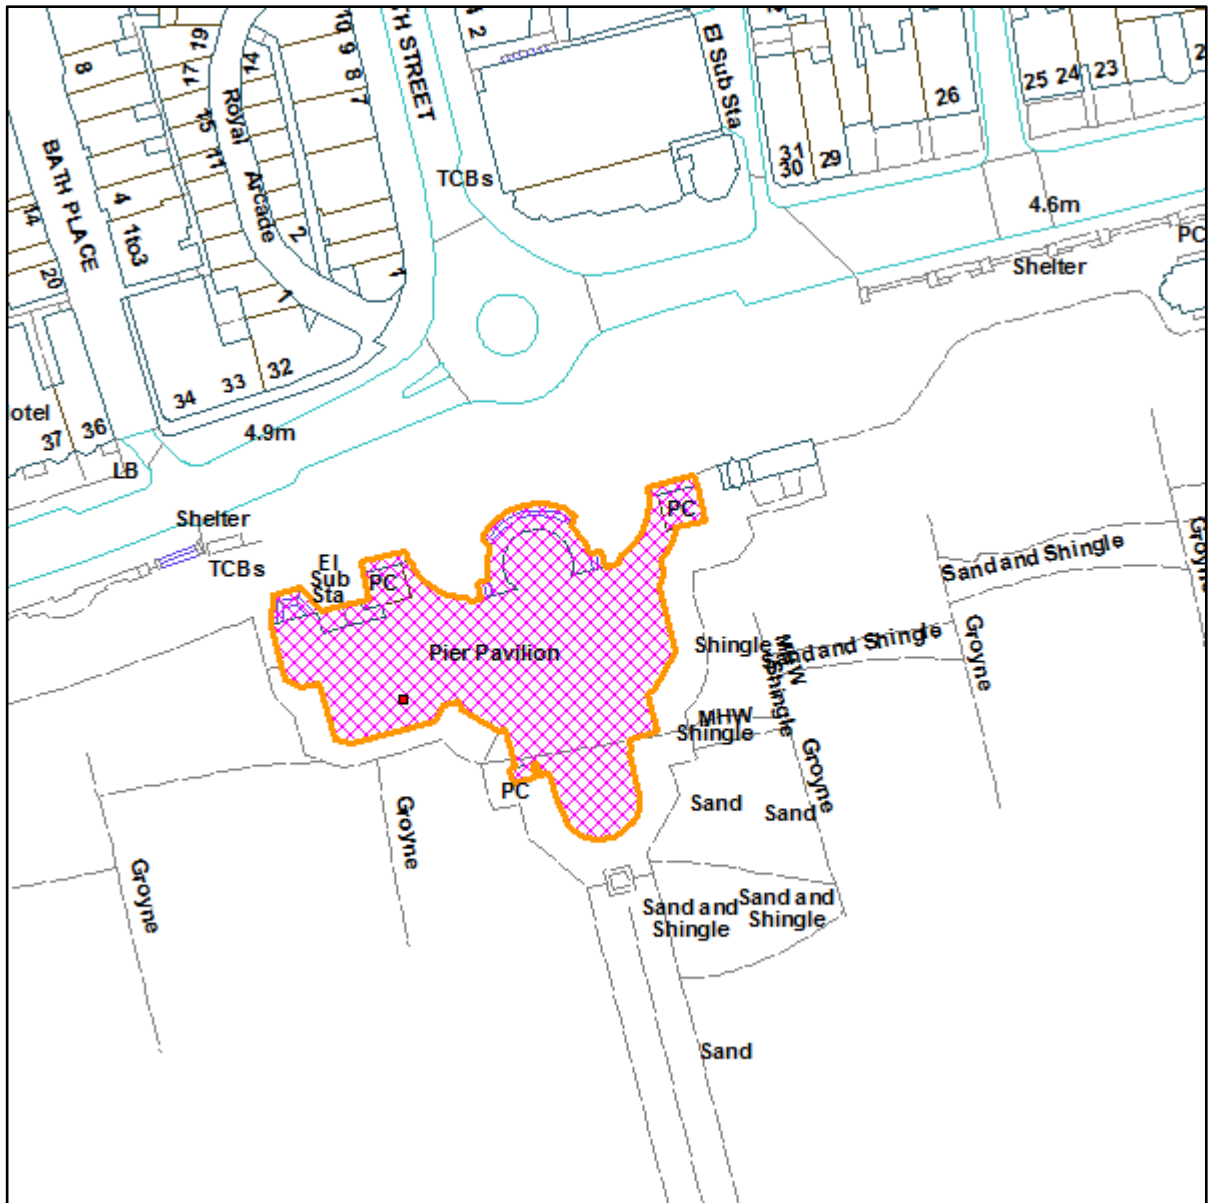 8
19
17
15
11
14
Royal
Arcade
10
9
8
7
TH STREET
2
El Sub Sta
26
25
24
23
2
31
30
29
BATH PLACE
14
20
4
1to3
2
1
1
TCBs
4.6m
Shelter
PC
34
33
32
otel
37
36
LB
4.9m
Shelter
TCBs
El
Sub
Sta
PC
PC
Pier Pavilion
Sand and Shingle
Groyne
Groyne
Shingle
MHW
Sand and Shingle
Shingle
MHW
Shingle
Groyne
PC
Sand
Sand
Groyne
Groyne
Sand and
Shingle
Sand and
Shingle
Sand